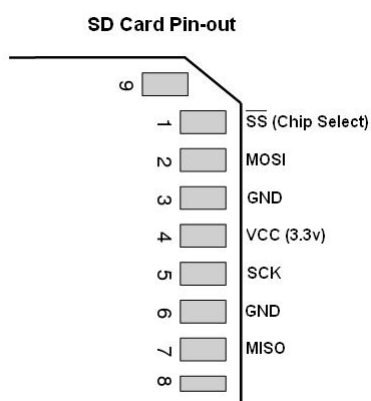 SD Card Pin-out
9
1 SS (Chip Select)
2 MOSI
3 GND
4 VCC (3.3v)
5 SCK
6 GND
7 MISO
8